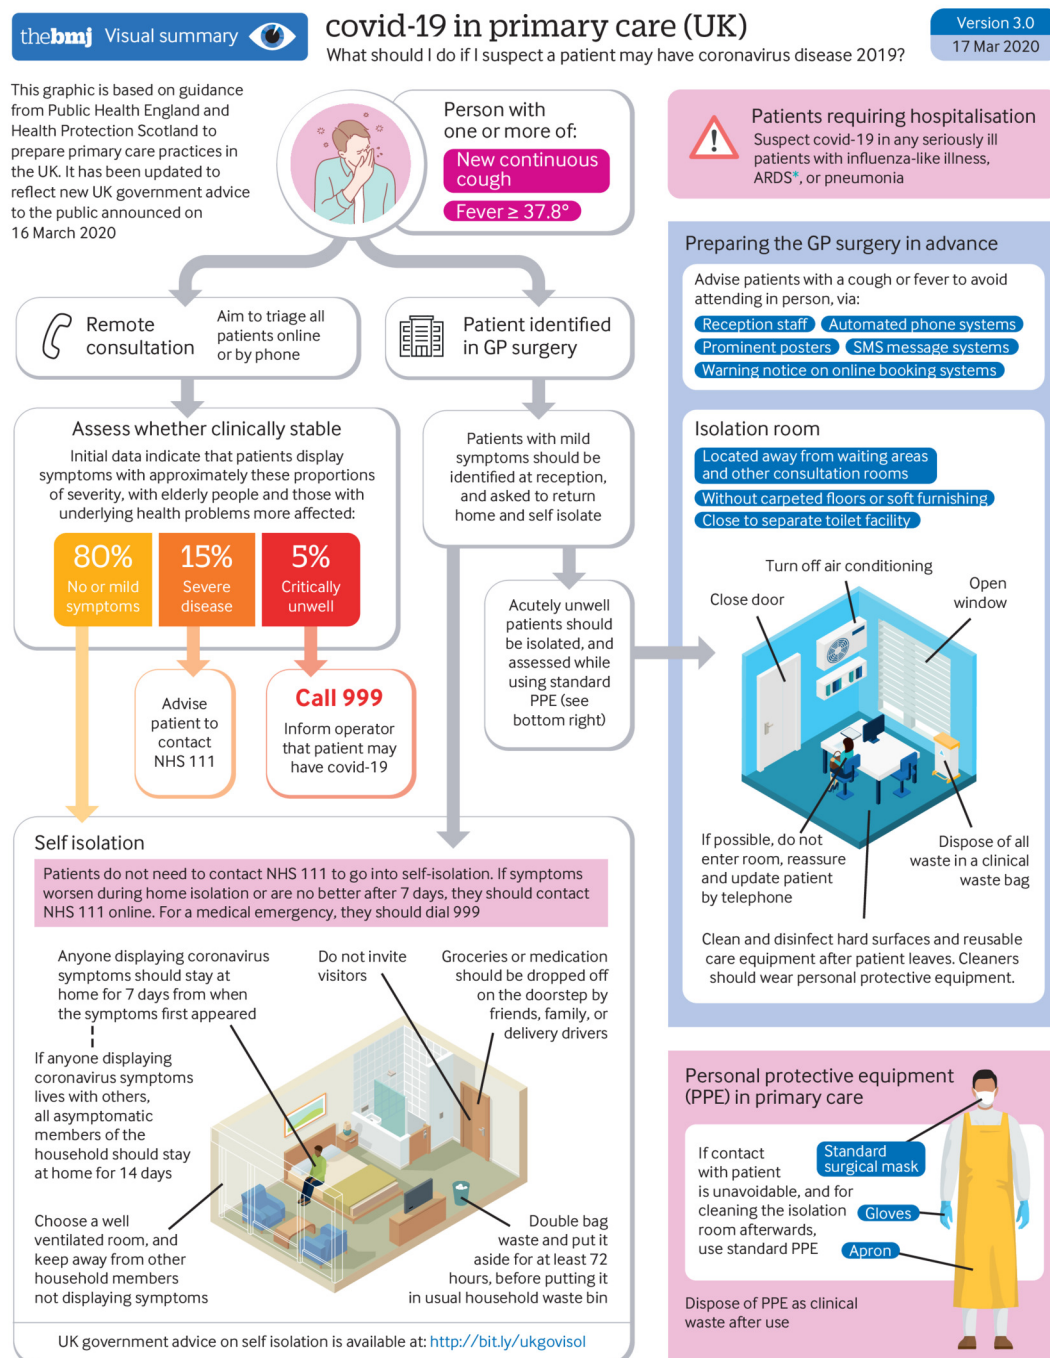 thebmj Visual summary
covid-19 in primary care (UK)
What should I do if I suspect a patient may have coronavirus disease 2019?
Version 3.0
17 Mar 2020
This graphic is based on guidance
from Public Health England and
Health Protection Scotland to
prepare primary care practices in
the UK. It has been updated to
reflect new UK government advice
to the public announced on
16 March 2020
Person with
one or more of:
New continuous
cough
Fever ≥ 37.8°
Patients requiring hospitalisation
Suspect covid-19 in any seriously ill
patients with influenza-like illness,
ARDS*, or pneumonia
Remote
consultation
Aim to triage all
patients online
or by phone
Patient identified
in GP surgery
Assess whether clinically stable
Initial data indicate that patients display
symptoms with approximately these proportions
of severity, with elderly people and those with
underlying health problems more affected:
80%
No or mild
symptoms
15%
Severe
disease
5%
Critically
unwell
Advise
patient to
contact
NHS 111
Call 999
Inform operator
that patient may
have covid-19
Patients with mild
symptoms should be
identified at reception,
and asked to return
home and self isolate
Acutely unwell
patients should
be isolated, and
assessed while
using standard
PPE (see
bottom right)
Preparing the GP surgery in advance
Advise patients with a cough or fever to avoid
attending in person, via:
Reception staff
Automated phone systems
Prominent posters
SMS message systems
Warning notice on online booking systems
Isolation room
Located away from waiting areas
and other consultation rooms
Without carpeted floors or soft furnishing
Close to separate toilet facility
Turn off air conditioning
Close door
Open
window
If possible, do not
enter room, reassure
and update patient
by telephone
Dispose of all
waste in a clinical
waste bag
Clean and disinfect hard surfaces and reusable
care equipment after patient leaves. Cleaners
should wear personal protective equipment.
Self isolation
Patients do not need to contact NHS 111 to go into self-isolation. If symptoms
worsen during home isolation or are no better after 7 days, they should contact
NHS 111 online. For a medical emergency, they should dial 999
Anyone displaying coronavirus
symptoms should stay at
home for 7 days from when
the symptoms first appeared
Do not invite
visitors
Groceries or medication
should be dropped off
on the doorstep by
friends, family, or
delivery drivers
If anyone displaying
coronavirus symptoms
lives with others,
all asymptomatic
members of the
household should stay
at home for 14 days
Choose a well
ventilated room, and
keep away from other
household members
not displaying symptoms
Double bag
waste and put it
aside for at least 72
hours, before putting it
in usual household waste bin
UK government advice on self isolation is available at: http://bit.ly/ukgovisol
Personal protective equipment
(PPE) in primary care
If contact
with patient
is unavoidable, and for
cleaning the isolation
room afterwards,
use standard PPE
Standard
surgical mask
Gloves
Apron
Dispose of PPE as clinical
waste after use